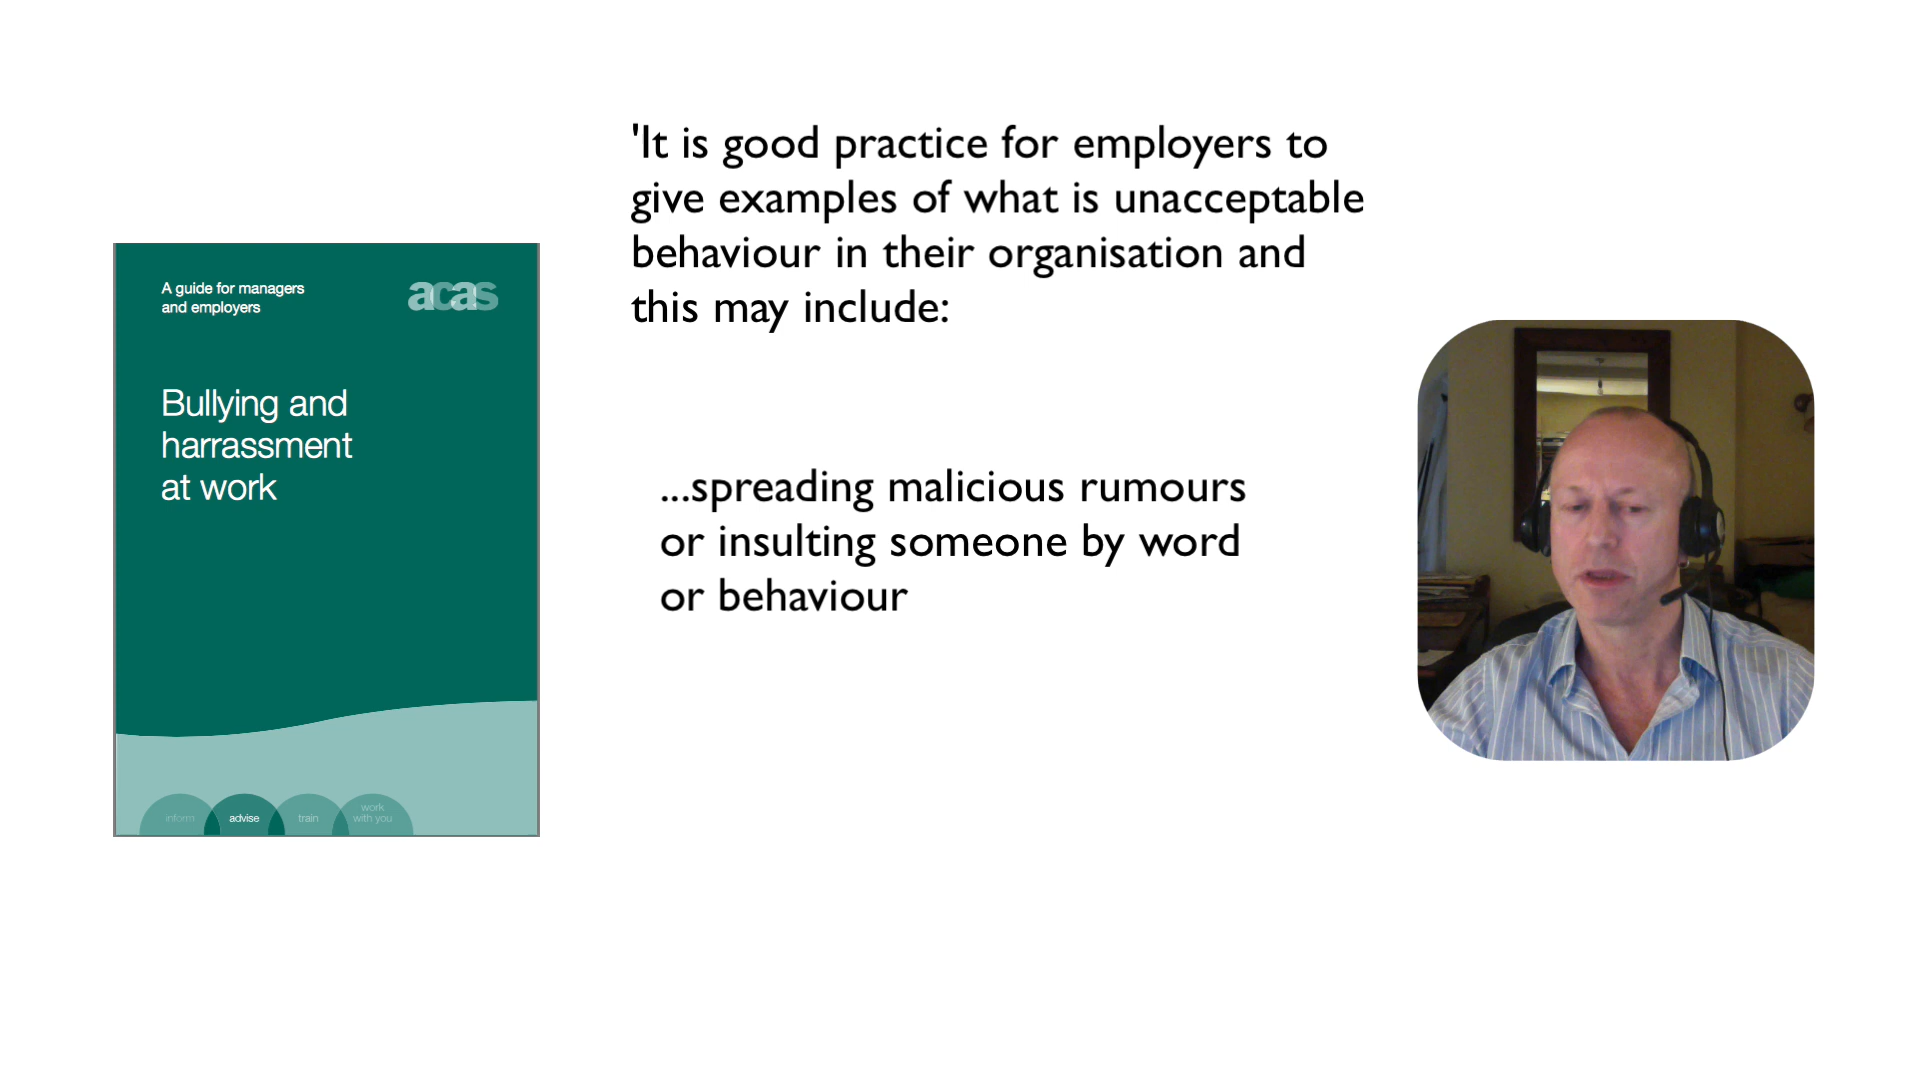 'It is good practice for employers to
give examples of what is unacceptable
behaviour in their organisation and
this may include:
...spreading malicious rumours
or insulting someone by word
or behaviour
A guide for managers
and employers
acas
Bullying and
harrassment
at work
inform
advise
train
work
with you